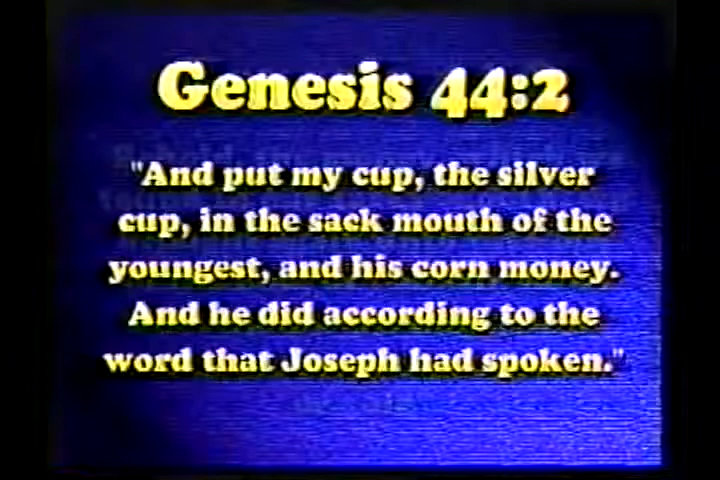 Genesis 44:2
"And put my cup, the silver
cup, in the sack mouth of the
youngest, and his corn money.
And he did according to the
word that Joseph had spoken."